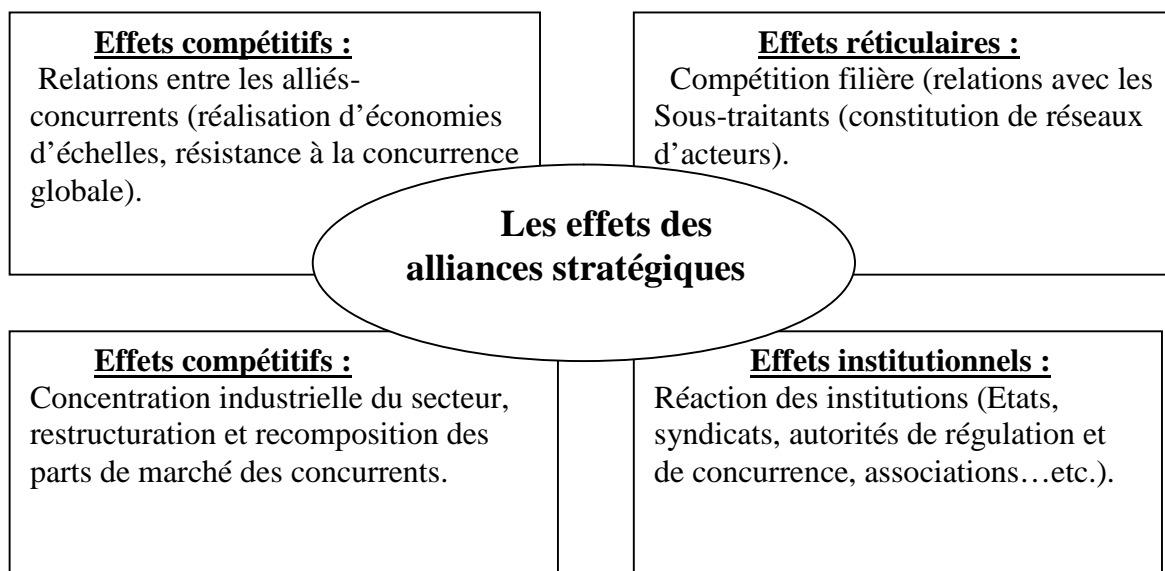 Effets compétitifs :
Relations entre les alliés-
concurrents (réalisation d’économies
d’échelles, résistance à la concurrence
globale).
Effets réticulaires :
Compétition filière (relations avec les
Sous-traitants (constitution de réseaux
d’acteurs).
Les effets des
alliances stratégiques
Effets compétitifs :
Concentration industrielle du secteur,
restructuration et recomposition des
parts de marché des concurrents.
Effets institutionnels :
Réaction des institutions (Etats,
syndicats, autorités de régulation et
de concurrence, associations…etc.).